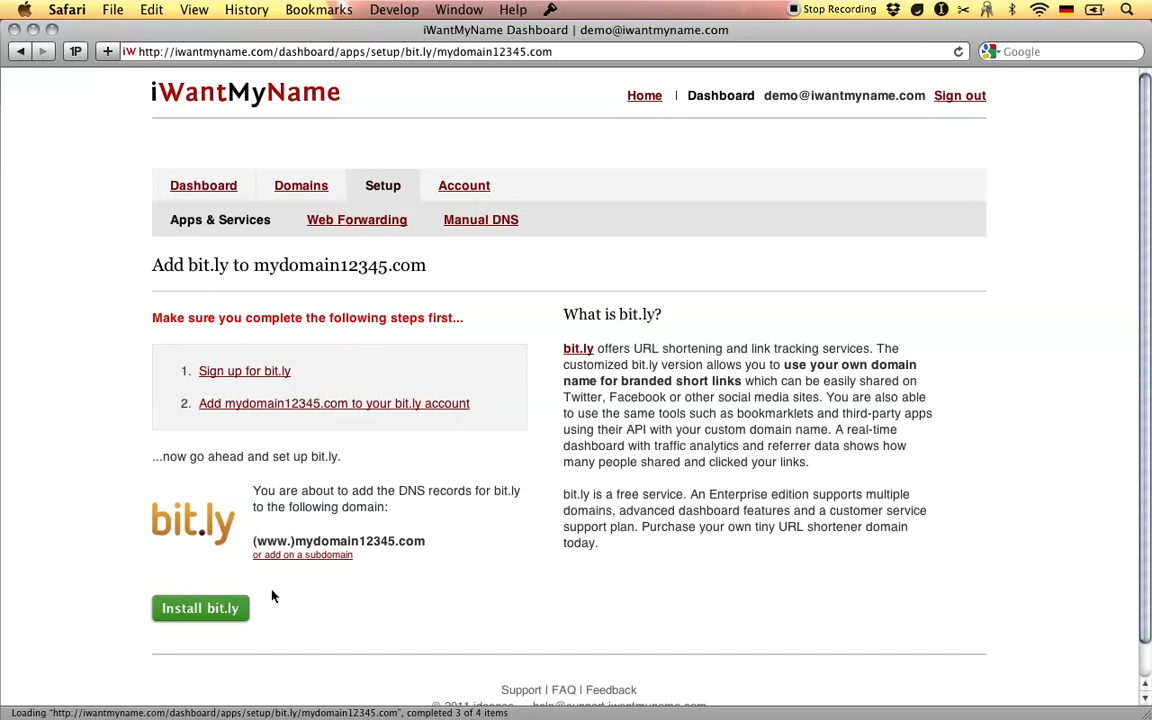 Safari File Edit View History Bookmarks Develop Window Help Stop Recording
iWantMyName Dashboard | demo@iwantmyname.com
1P + iW http://iwantmyname.com/dashboard/apps/setup/bit.ly/mydomain12345.com Google
iWantMyName
Home | Dashboard demo@iwantmyname.com Sign out
Dashboard Domains Setup Account
Apps & Services Web Forwarding Manual DNS
Add bit.ly to mydomain12345.com
Make sure you complete the following steps first...
1. Sign up for bit.ly
2. Add mydomain12345.com to your bit.ly account
...now go ahead and set up bit.ly.
bit.ly
You are about to add the DNS records for bit.ly
to the following domain:
(www.)mydomain12345.com
or add on a subdomain
Install bit.ly
What is bit.ly?
bit.ly offers URL shortening and link tracking services. The
customized bit.ly version allows you to use your own domain
name for branded short links which can be easily shared on
Twitter, Facebook or other social media sites. You are also able
to use the same tools such as bookmarklets and third-party apps
using their API with your custom domain name. A real-time
dashboard with traffic analytics and referrer data shows how
many people shared and clicked your links.
bit.ly is a free service. An Enterprise edition supports multiple
domains, advanced dashboard features and a customer service
support plan. Purchase your own tiny URL shortener domain
today.
Support | FAQ | Feedback
Loading "http://iwantmyname.com/dashboard/apps/setup/bit.ly/mydomain12345.com", completed 3 of 4 items